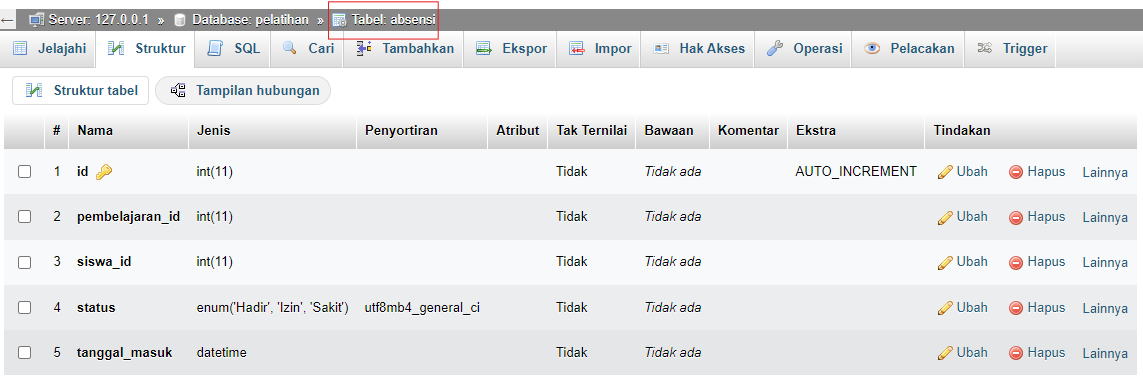 ← Server: 127.0.0.1 » Database: pelatihan » Tabel: absensi
Jelajahi Struktur SQL Cari Tambahkan Ekspor Impor Hak Akses Operasi Pelacakan Trigger
Struktur tabel Tampilan hubungan
# Nama Jenis Penyortiran Atribut Tak Ternilai Bawaan Komentar Ekstra Tindakan
1 id int(11) Tidak Tidak ada AUTO_INCREMENT Ubah Hapus Lainnya
2 pembelajaran_id int(11) Tidak Tidak ada Ubah Hapus Lainnya
3 siswa_id int(11) Tidak Tidak ada Ubah Hapus Lainnya
4 status enum('Hadir', 'Izin', 'Sakit') utf8mb4_general_ci Tidak Tidak ada Ubah Hapus Lainnya
5 tanggal_masuk datetime Tidak Tidak ada Ubah Hapus Lainnya